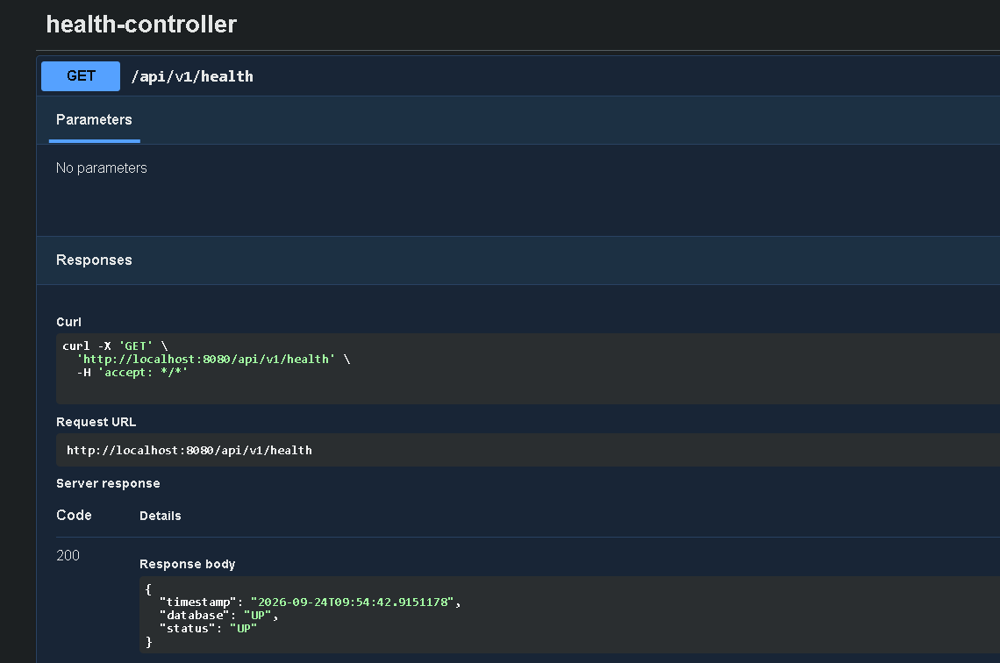 health-controller
GET /api/v1/health
Parameters
No parameters
Responses
Curl
curl -X 'GET' \
  'http://localhost:8080/api/v1/health' \
  -H 'accept: */*'
Request URL
http://localhost:8080/api/v1/health
Server response
Code Details
200
Response body
{
  "timestamp": "2026-09-24T09:54:42.9151178",
  "database": "UP",
  "status": "UP"
}